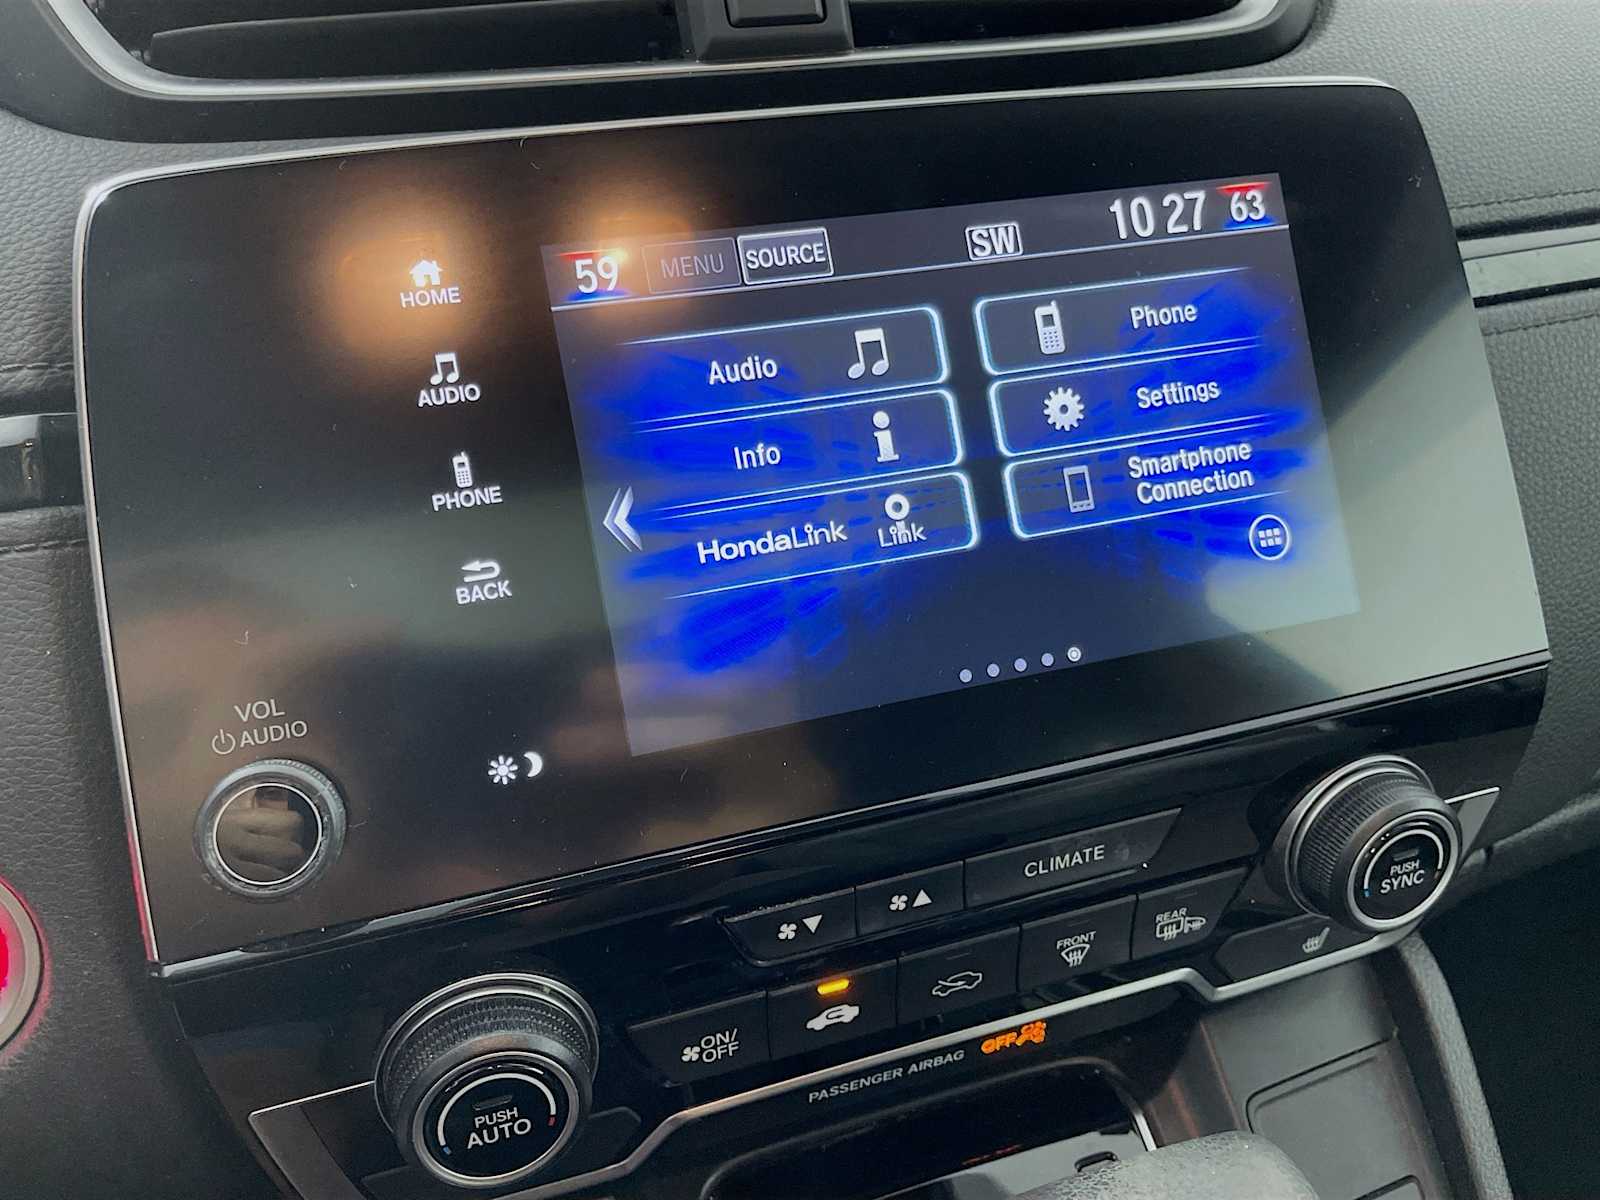 59 MENU SOURCE SW 10 27 63
HOME
AUDIO
PHONE
BACK
Audio
Info
HondaLink
Link
Phone
Settings
Smartphone
Connection
VOL
AUDIO
CLIMATE
PUSH
SYNC
FRONT
REAR
ON/
OFF
PASSENGER AIRBAG
OFF
PUSH
AUTO